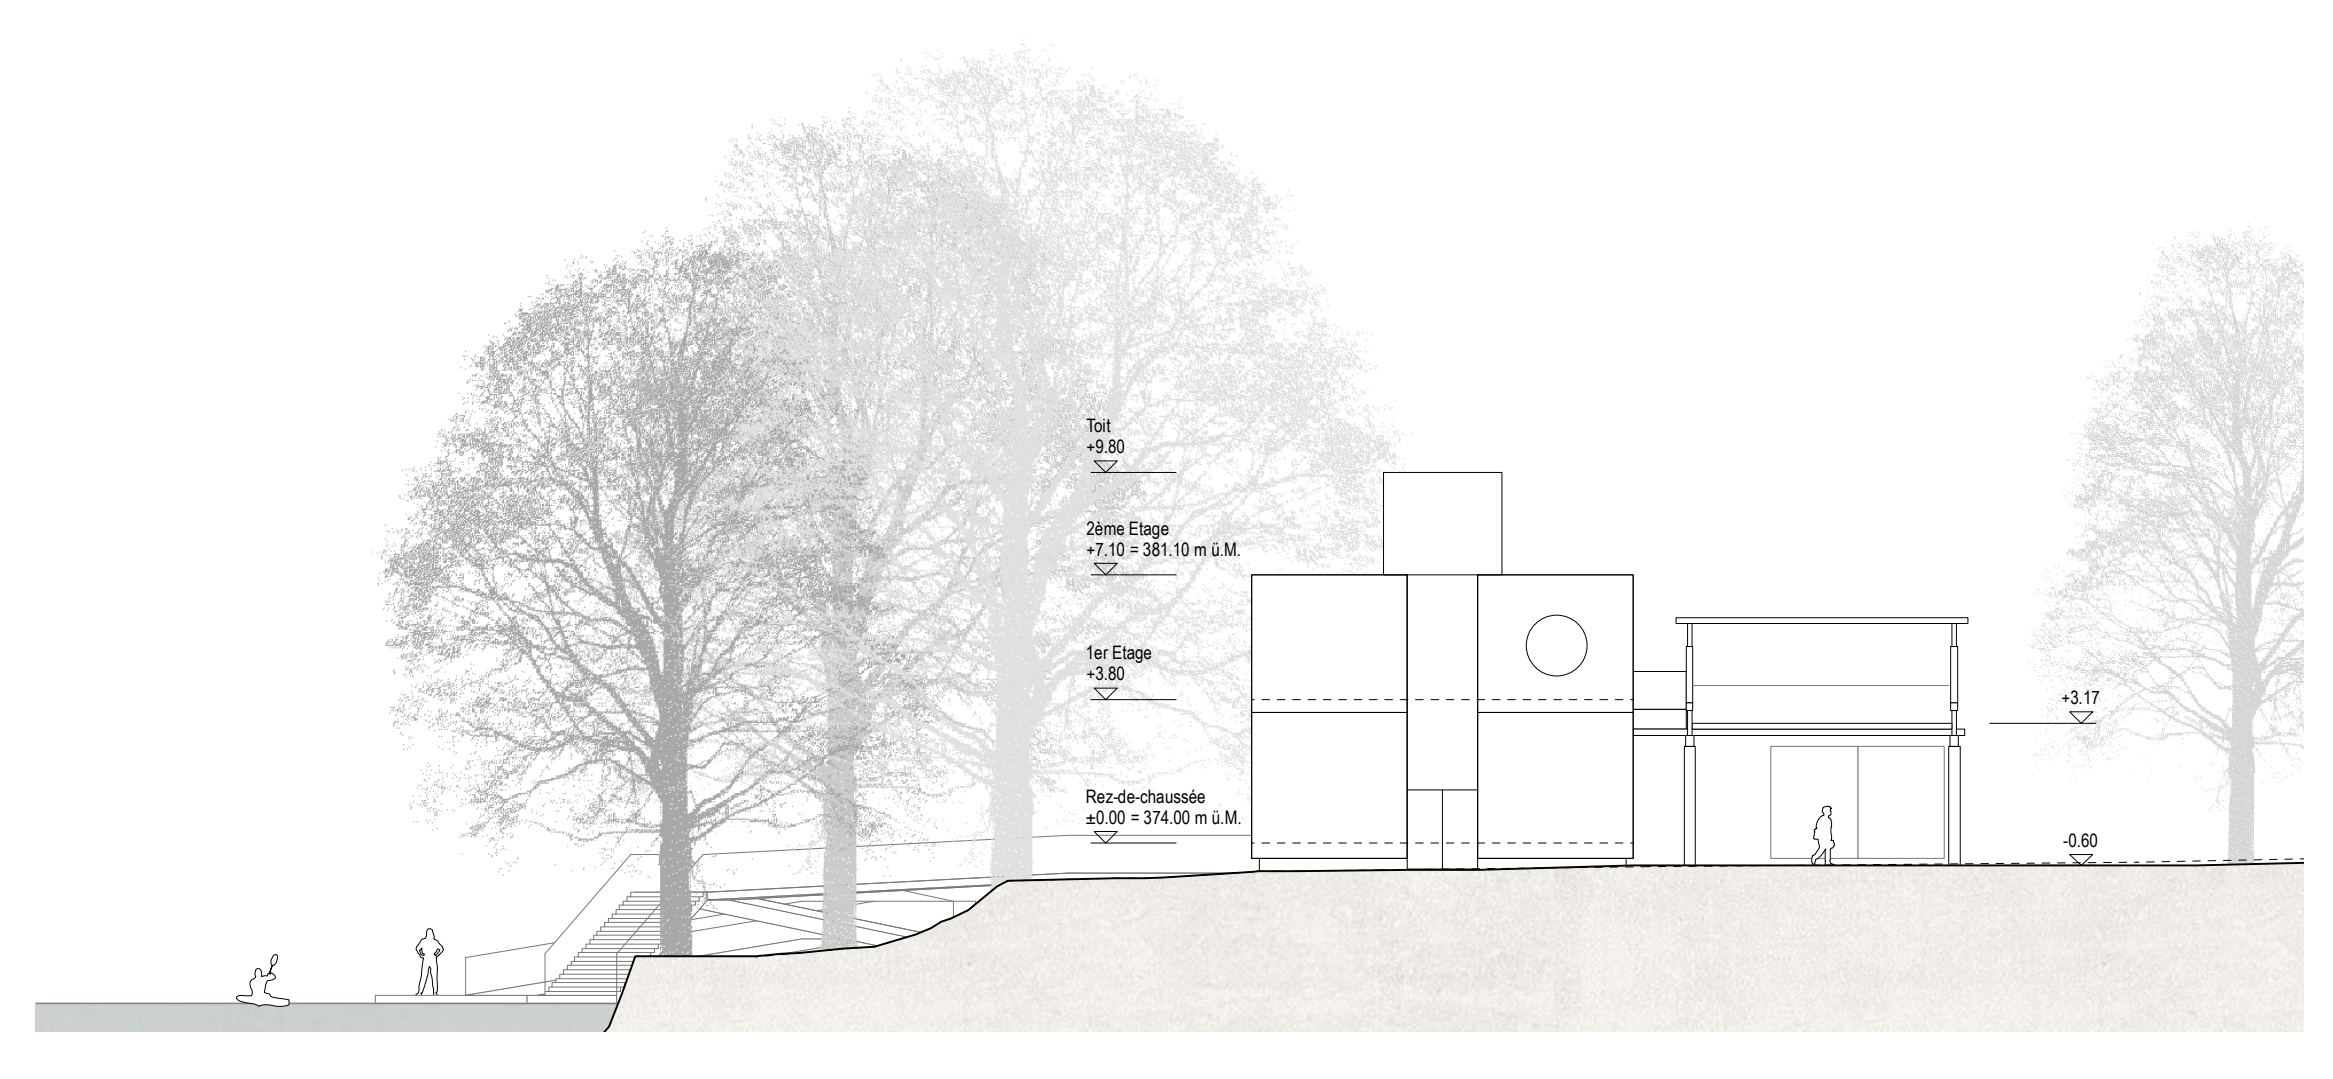 Toit
+9.80
2ème Etage
+7.10 = 381.10 m ü.M.
1er Etage
+3.80
+3.17
Rez-de-chaussée
±0.00 = 374.00 m ü.M.
-0.60